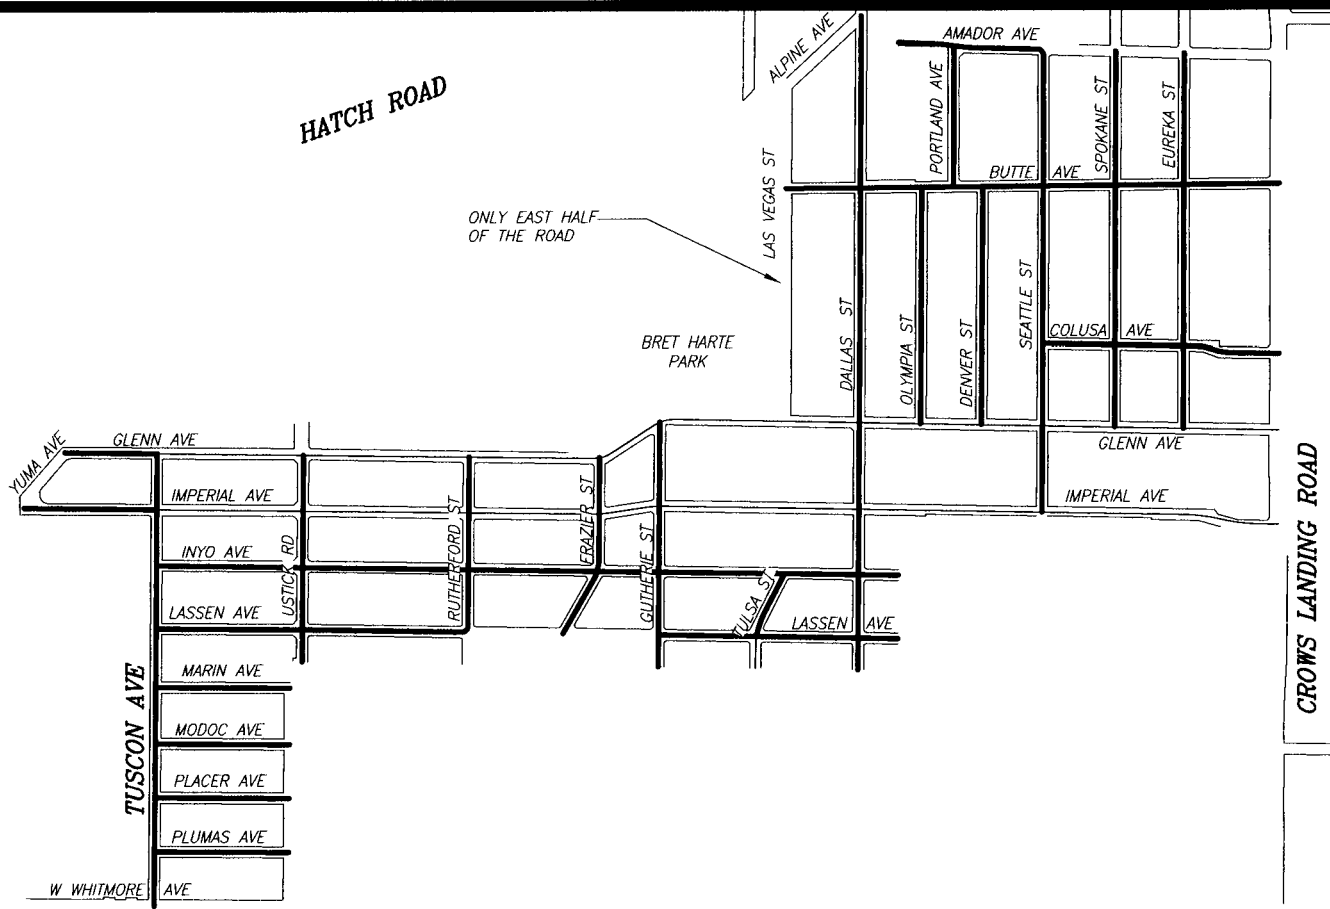 AMADOR AVE
ALPINE AVE
HATCH ROAD
PORTLAND AVE
SPOKANE ST
EUREKA ST
BUTTE AVE
LAS VEGAS ST
ONLY EAST HALF
OF THE ROAD
DALLAS ST
OLYMPIA ST
DENVER ST
SEATTLE ST
COLUSA AVE
BRET HARTE
PARK
YUMA AVE
GLENN AVE
GLENN AVE
IMPERIAL AVE
IMPERIAL AVE
CROWS LANDING ROAD
INYO AVE
USTICK RD
RUTHERFORD ST
FRAZIER ST
GUTHERIE ST
TULSA ST
LASSEN AVE
LASSEN AVE
TUSCON AVE
MARIN AVE
MODOC AVE
PLACER AVE
PLUMAS AVE
W WHITMORE AVE